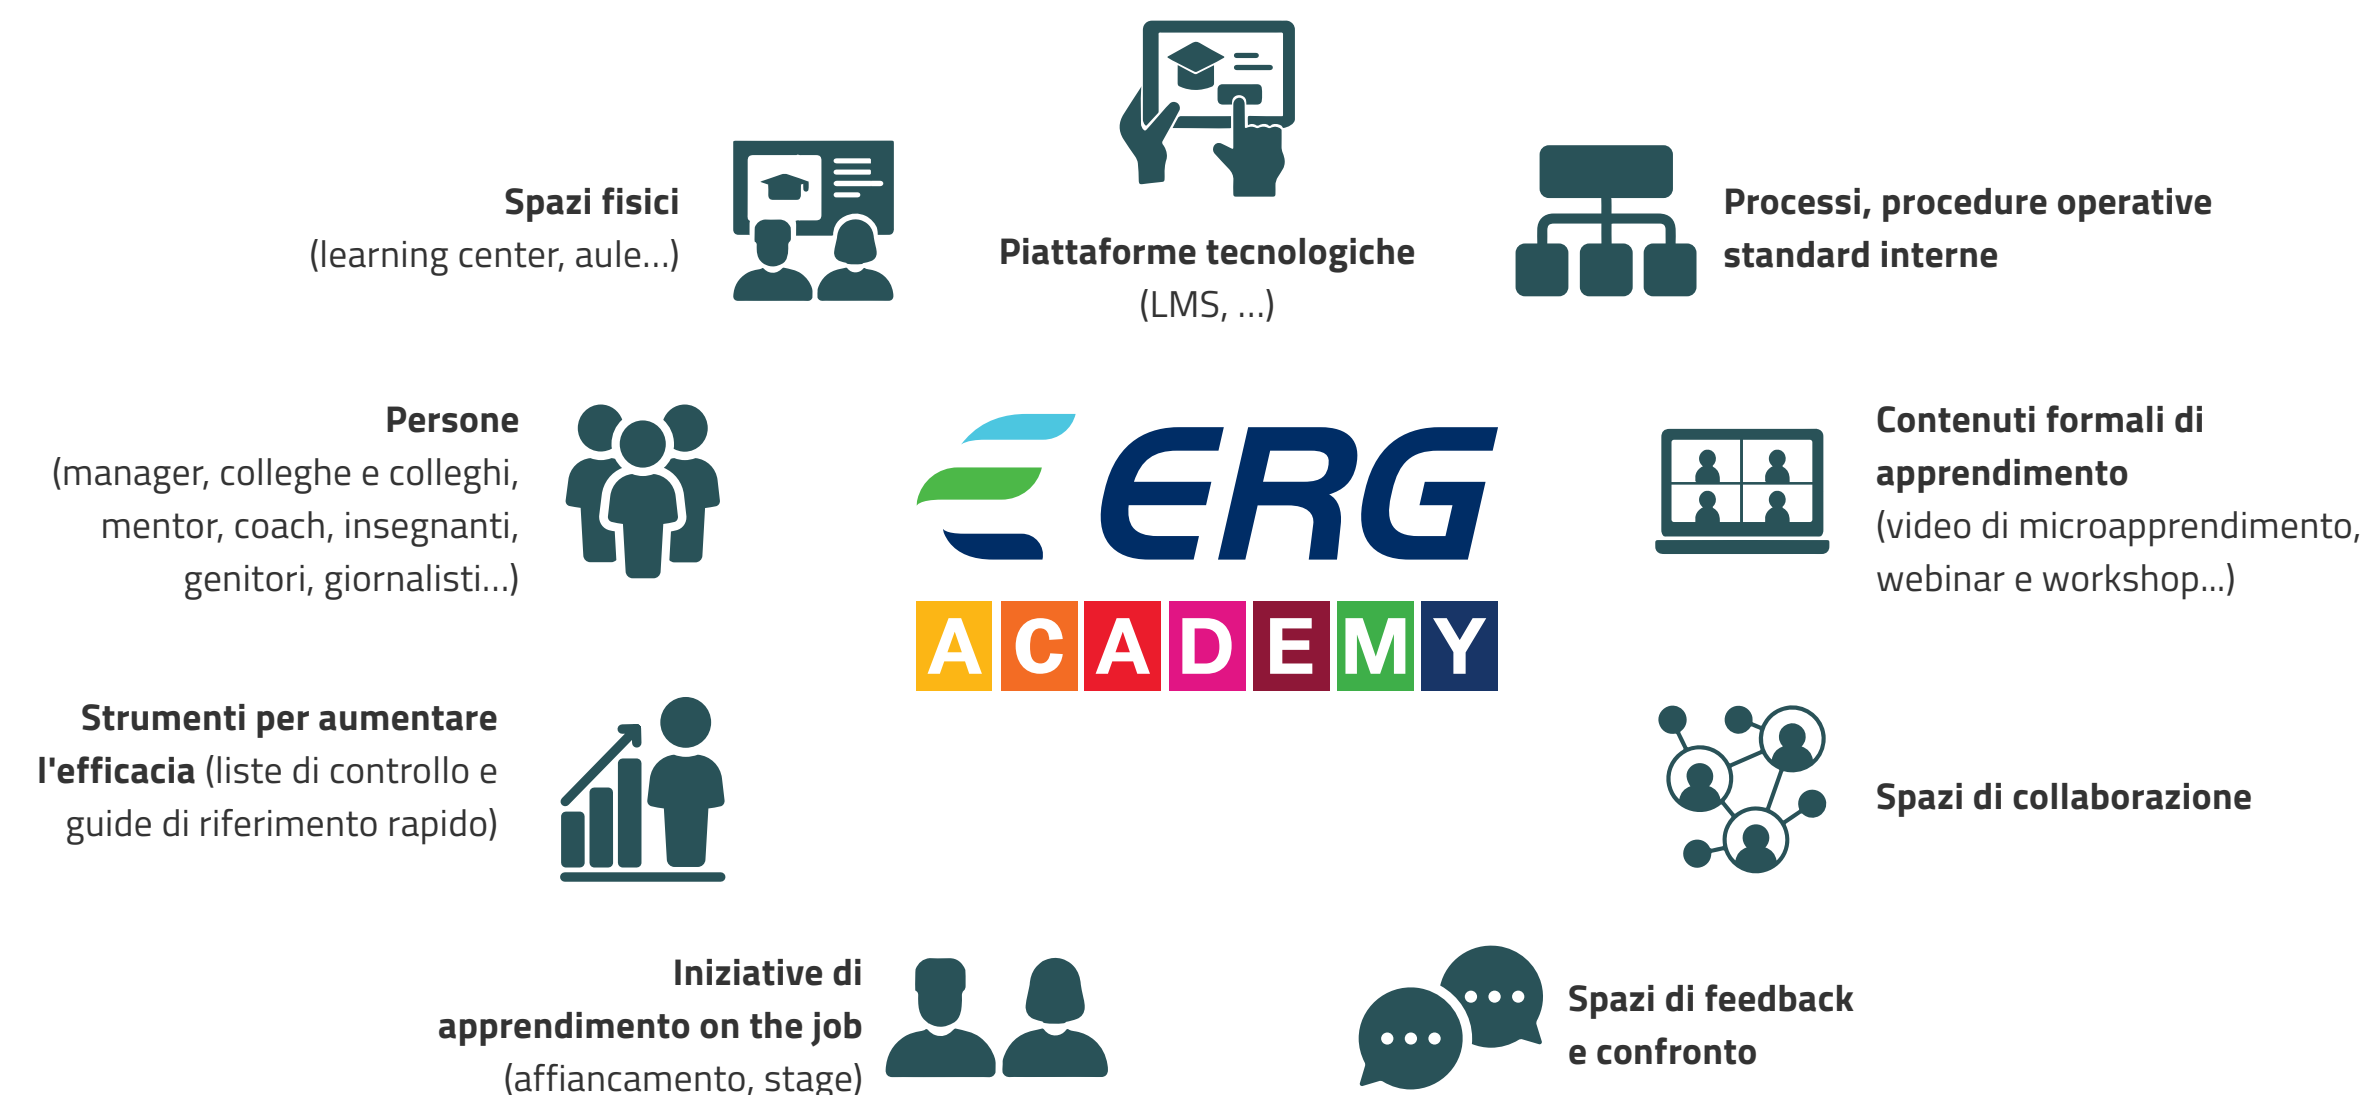 Spazi fisici
(learning center, aule...)
Piattaforme tecnologiche
(LMS, ...)
Processi, procedure operative
standard interne
Persone
(manager, colleghe e colleghi,
mentor, coach, insegnanti,
genitori, giornalisti...)
ERG
ACADEMY
Contenuti formali di
apprendimento
(video di microapprendimento,
webinar e workshop...)
Strumenti per aumentare
l'efficacia (liste di controllo e
guide di riferimento rapido)
Spazi di collaborazione
Iniziative di
apprendimento on the job
(affiancamento, stage)
Spazi di feedback
e confronto